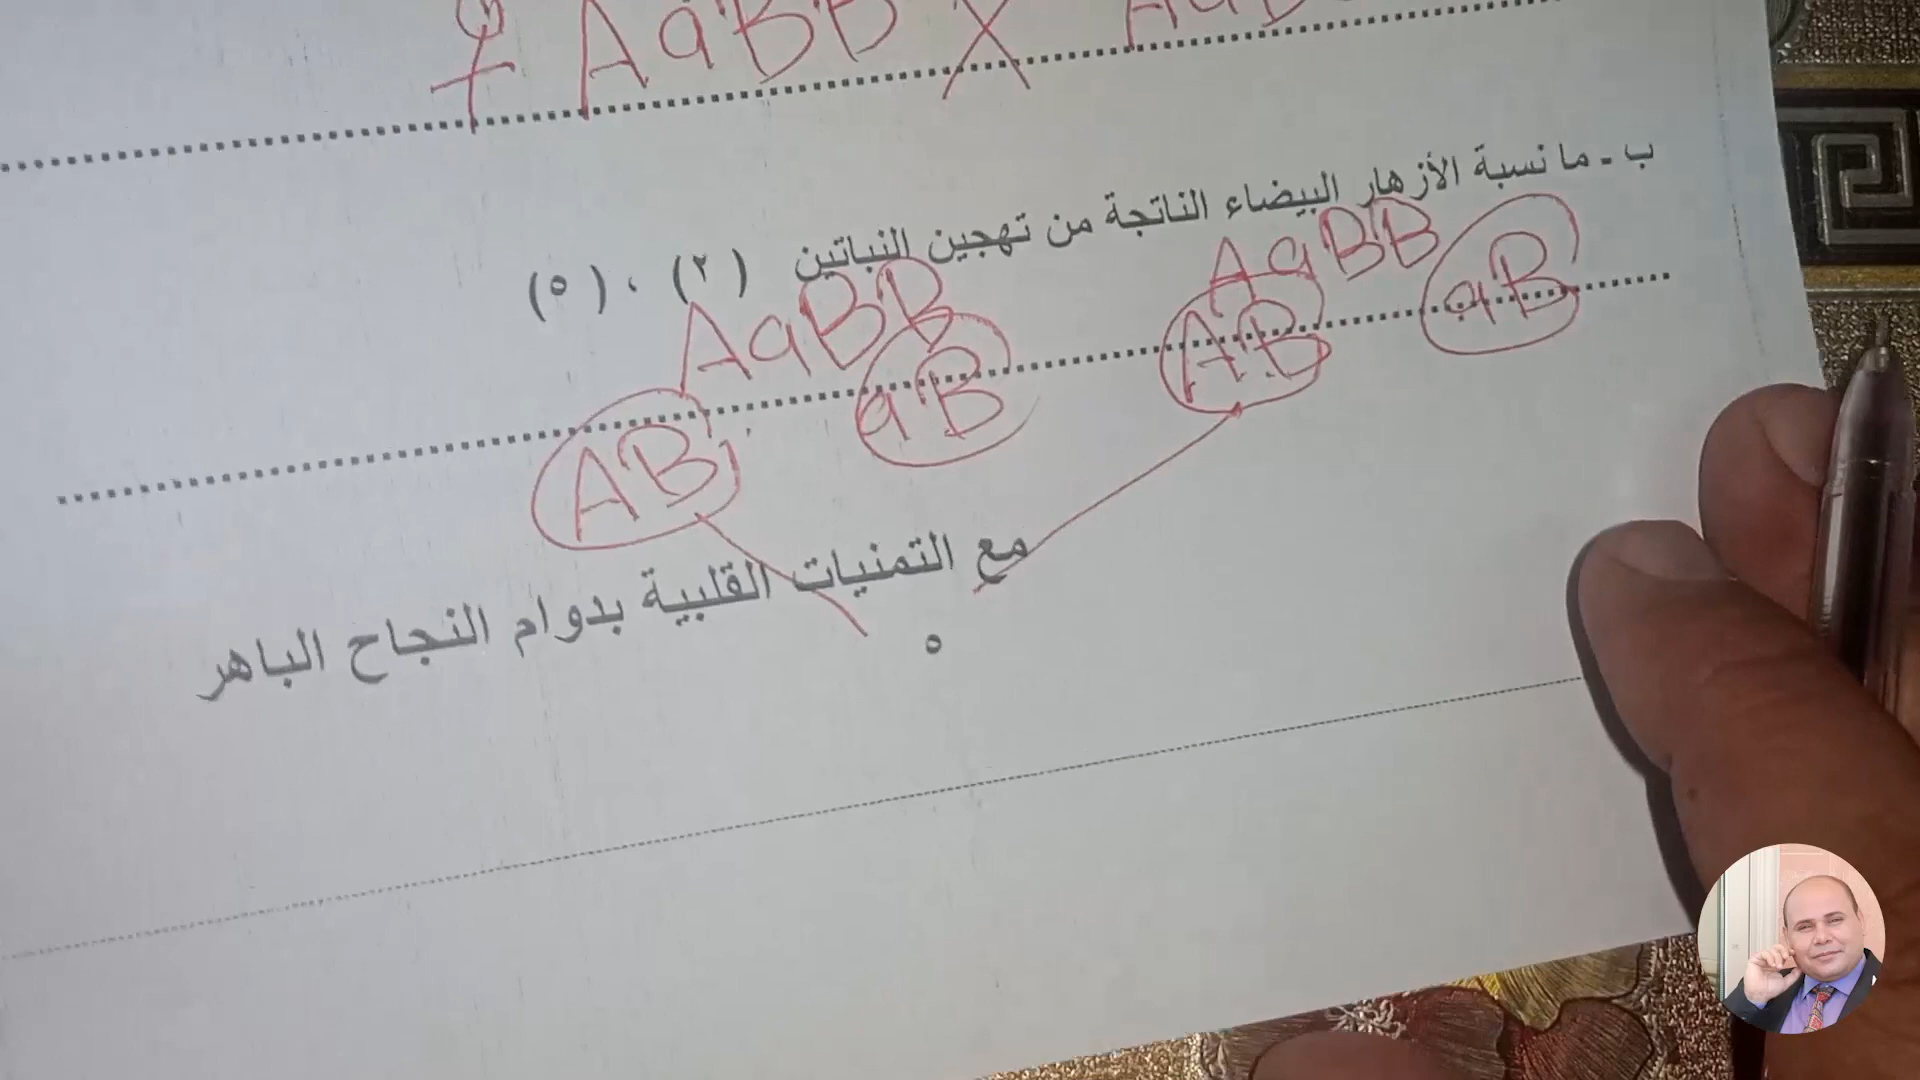 ♀ AaBB X AaB
ب - ما نسبة الأزهار البيضاء الناتجة من تهجين النباتين (٢) ، (٥)
AaBB AaBB
AB aB AB aB
مع التمنيات القلبية بدوام النجاح الباهر
٥